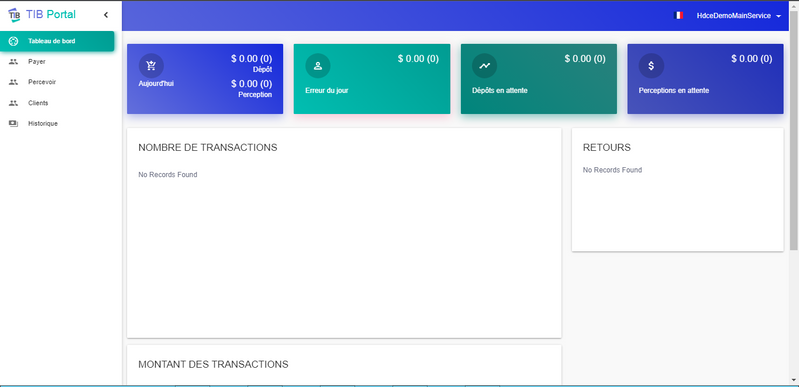 TIB
TIB Portal
HdceDemoMainService
Tableau de bord
Payer
Percevoir
Clients
Historique
$ 0.00 (0)
Dépôt
Aujourd'hui
$ 0.00 (0)
Perception
$ 0.00 (0)
Erreur du jour
$ 0.00 (0)
Dépôts en attente
$ 0.00 (0)
Perceptions en attente
NOMBRE DE TRANSACTIONS
No Records Found
RETOURS
No Records Found
MONTANT DES TRANSACTIONS